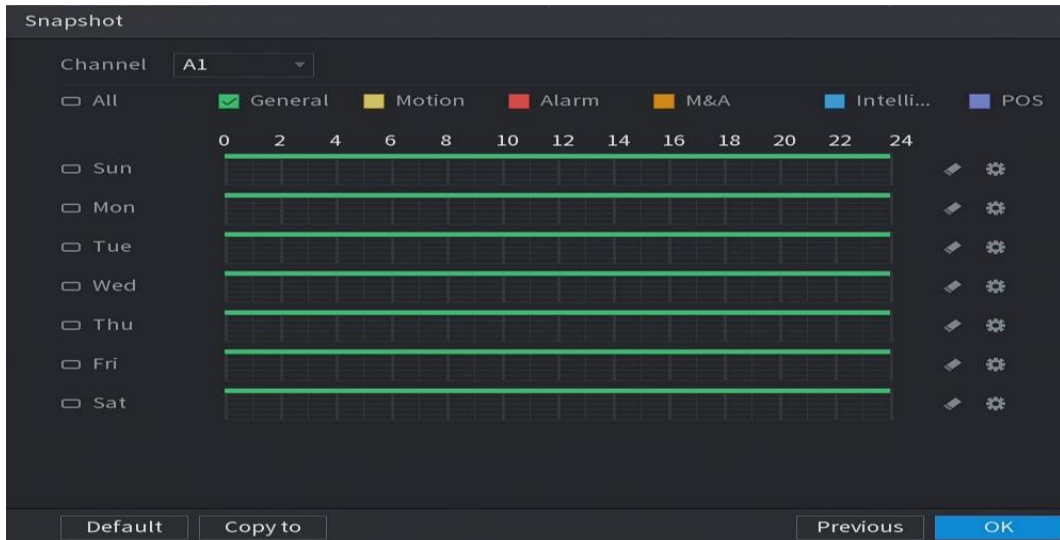 Snapshot
Channel A1
All General Motion Alarm M&A Intelli... POS
0 2 4 6 8 10 12 14 16 18 20 22 24
Sun
Mon
Tue
Wed
Thu
Fri
Sat
Default Copy to Previous OK